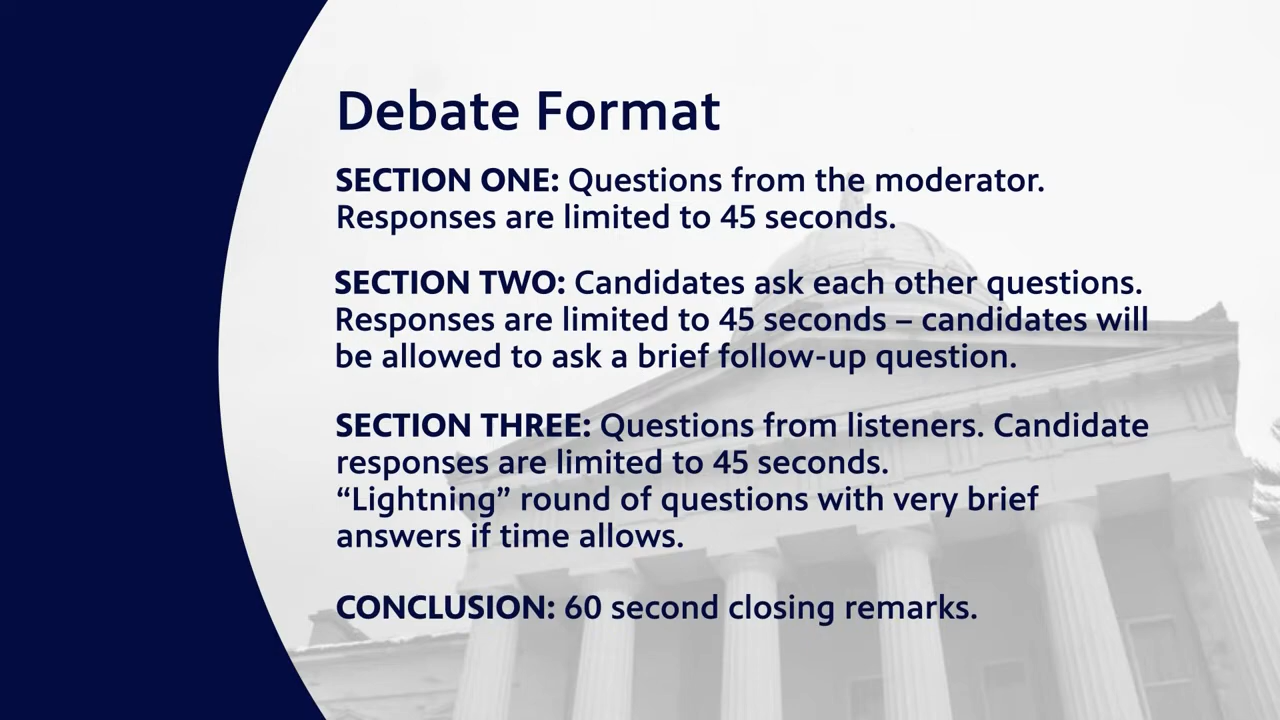 Debate Format
SECTION ONE: Questions from the moderator.
Responses are limited to 45 seconds.
SECTION TWO: Candidates ask each other questions.
Responses are limited to 45 seconds – candidates will
be allowed to ask a brief follow-up question.
SECTION THREE: Questions from listeners. Candidate
responses are limited to 45 seconds.
“Lightning” round of questions with very brief
answers if time allows.
CONCLUSION: 60 second closing remarks.